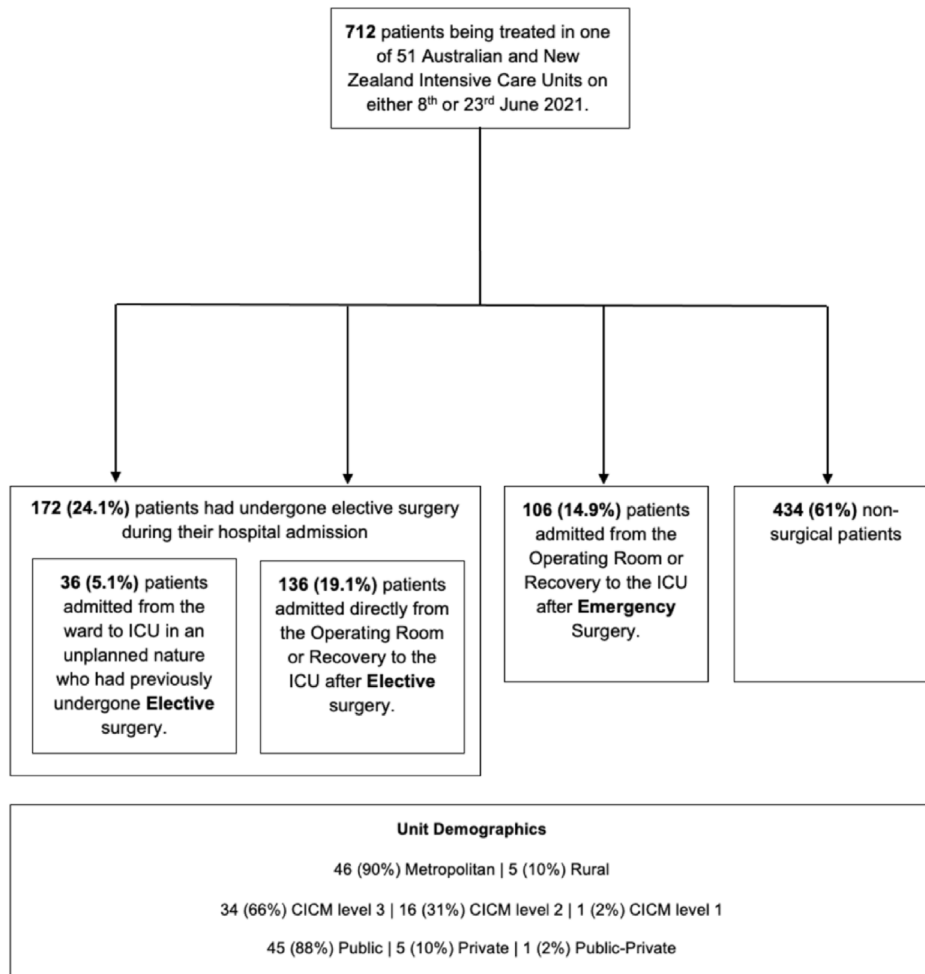 712 patients being treated in one
of 51 Australian and New
Zealand Intensive Care Units on
either 8th or 23rd June 2021.
172 (24.1%) patients had undergone elective surgery
during their hospital admission
36 (5.1%) patients
admitted from the
ward to ICU in an
unplanned nature
who had previously
undergone Elective
surgery.
136 (19.1%) patients
admitted directly from
the Operating Room
or Recovery to the
ICU after Elective
surgery.
106 (14.9%) patients
admitted from the
Operating Room or
Recovery to the ICU
after Emergency
Surgery.
434 (61%) non-
surgical patients
Unit Demographics
46 (90%) Metropolitan | 5 (10%) Rural
34 (66%) CICM level 3 | 16 (31%) CICM level 2 | 1 (2%) CICM level 1
45 (88%) Public | 5 (10%) Private | 1 (2%) Public-Private